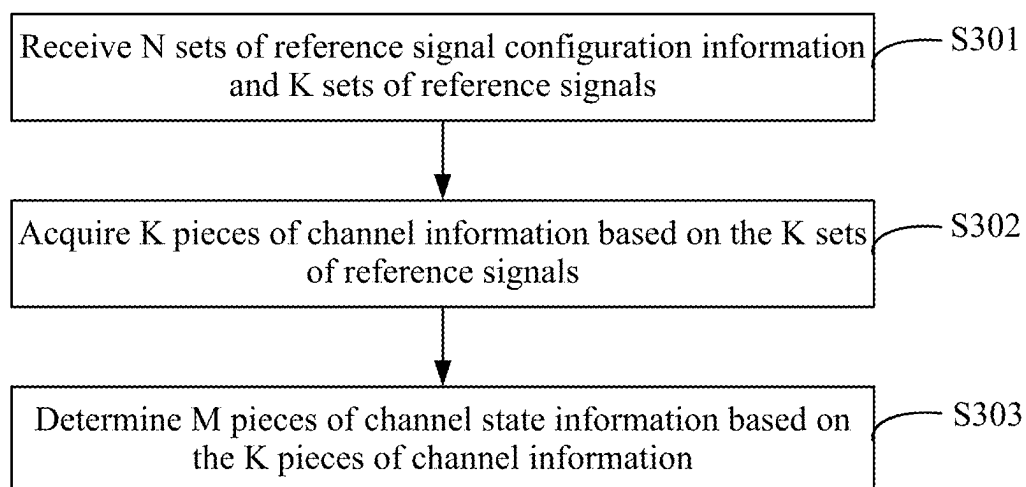 Receive N sets of reference signal configuration information
and K sets of reference signals
S301
Acquire K pieces of channel information based on the K sets
of reference signals
S302
Determine M pieces of channel state information based on
the K pieces of channel information
S303